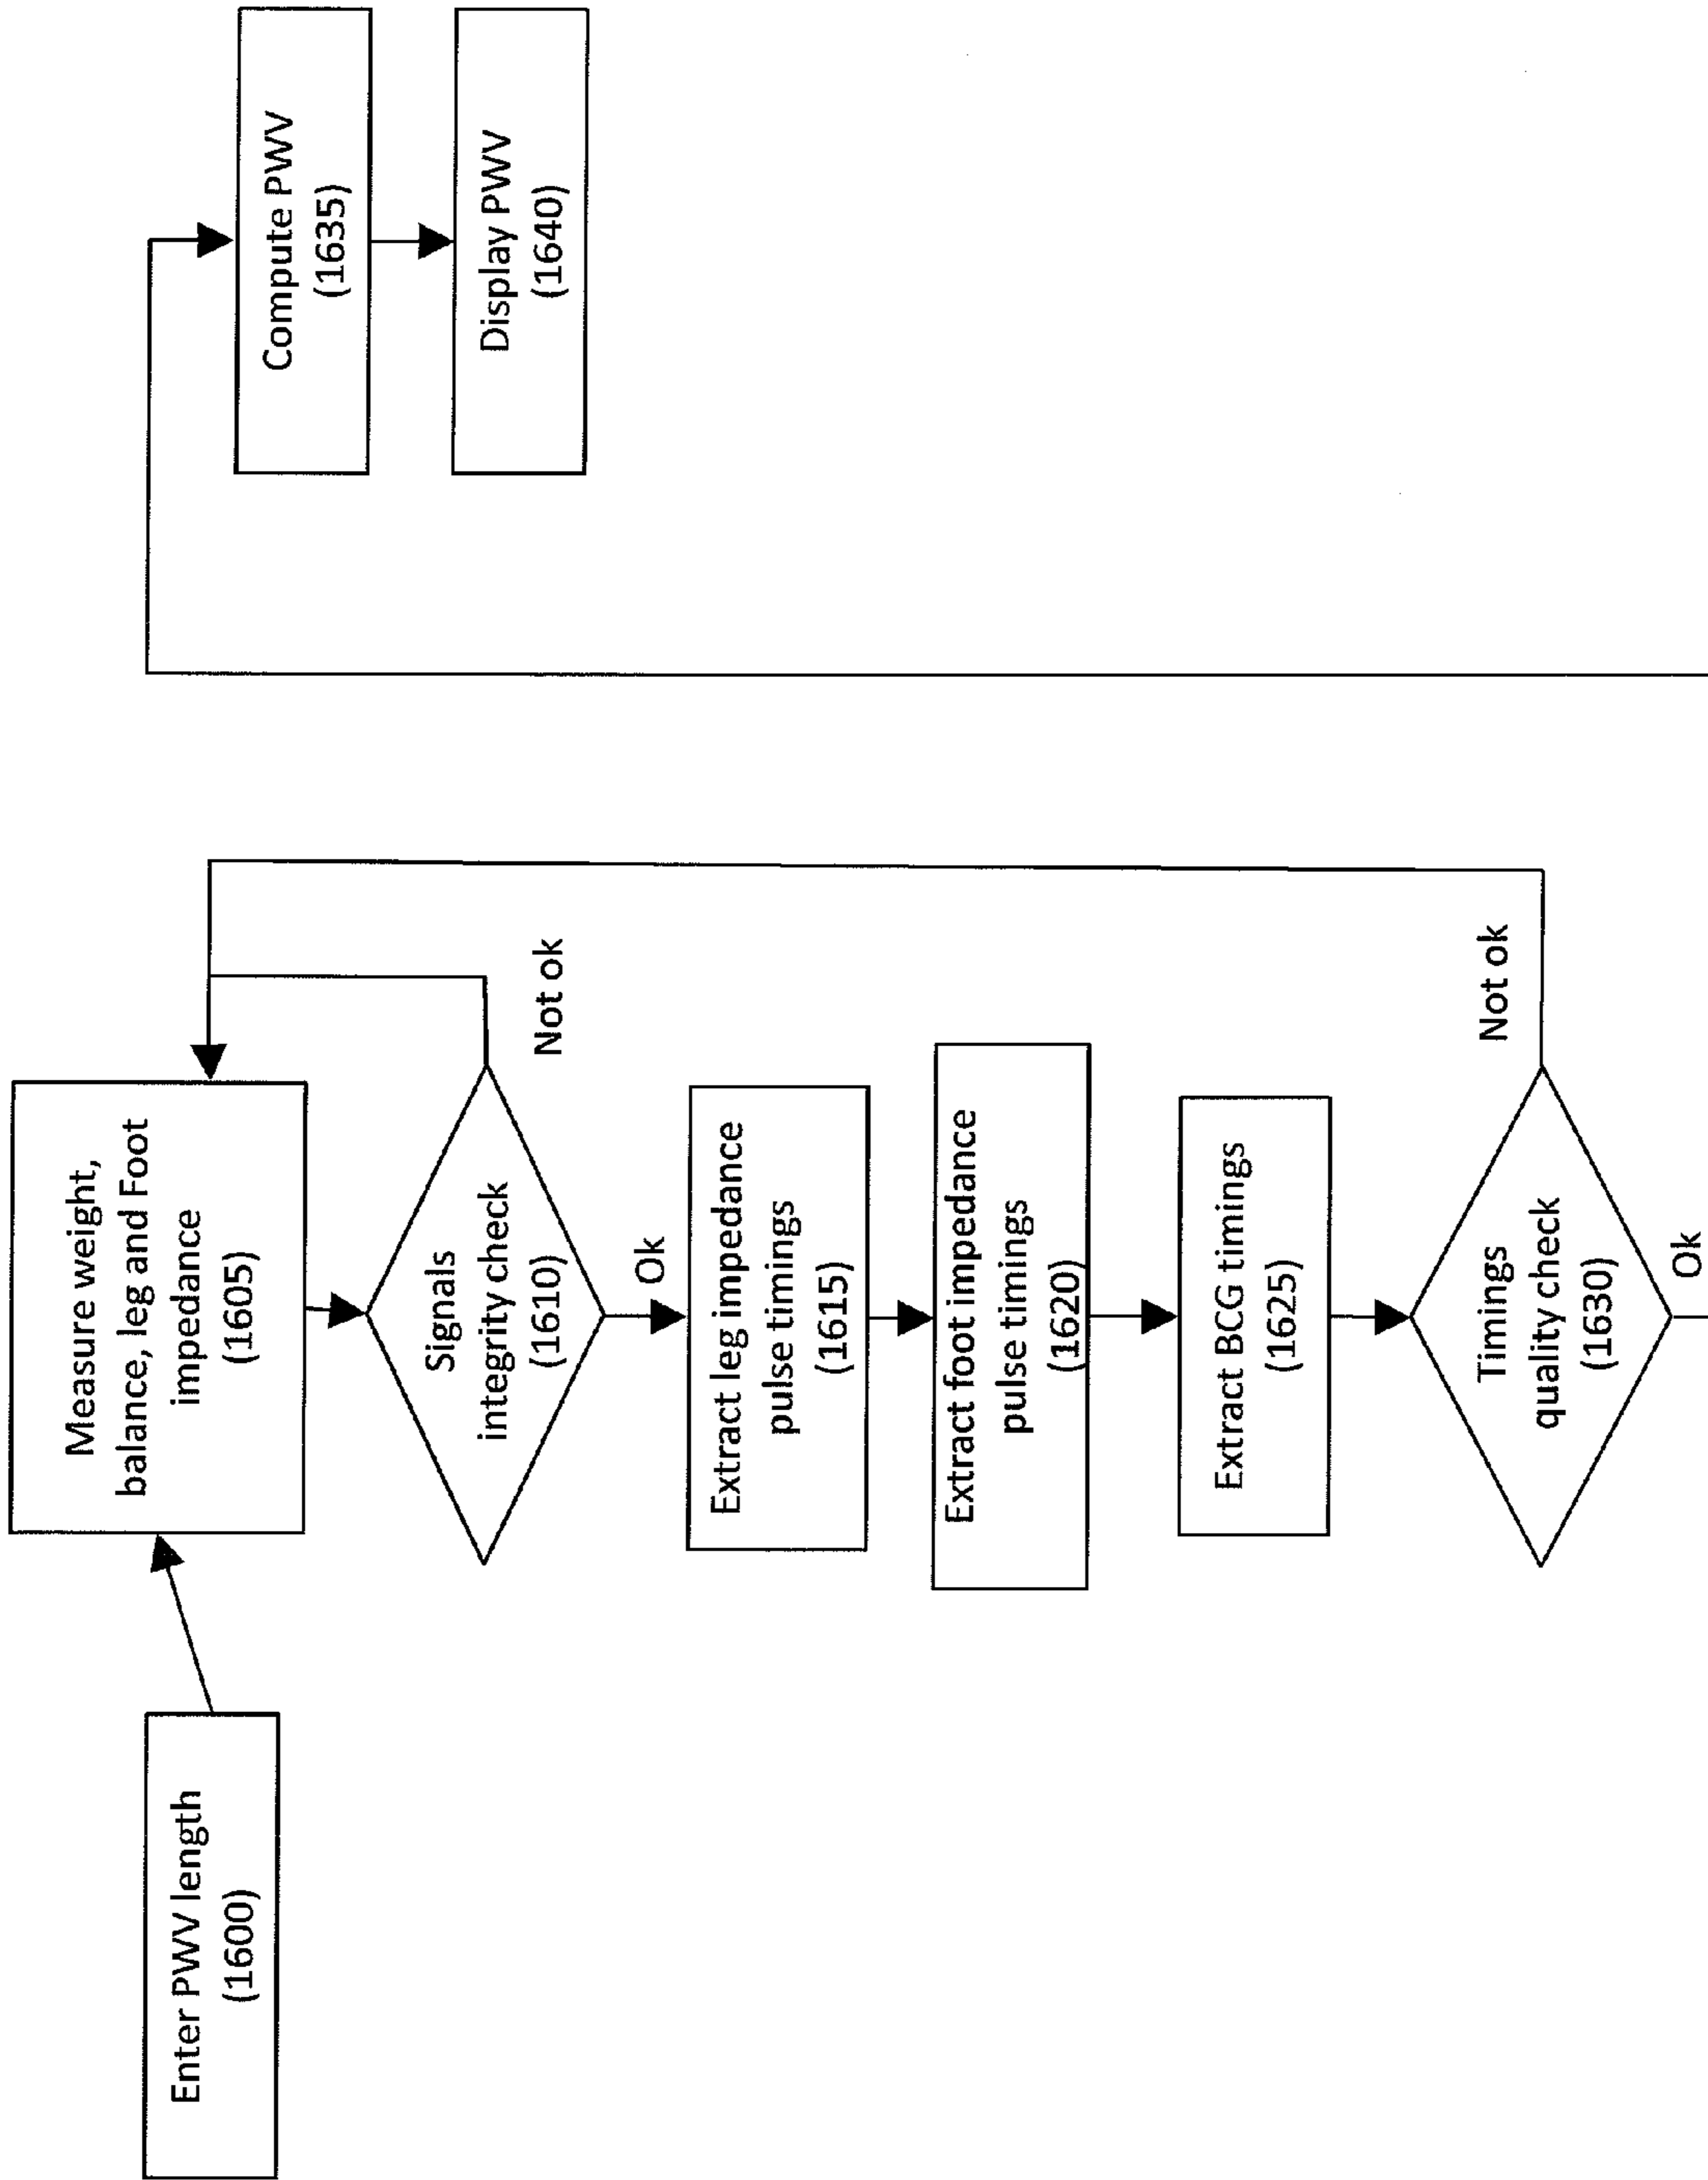 Enter PWV length
(1600)
Measure weight,
balance, leg and Foot
impedance
(1605)
Signals
integrity check
(1610)
Not ok
Ok
Extract leg impedance
pulse timings
(1615)
Extract foot impedance
pulse timings
(1620)
Extract BCG timings
(1625)
Timings
quality check
(1630)
Not ok
Ok
Compute PWV
(1635)
Display PWV
(1640)